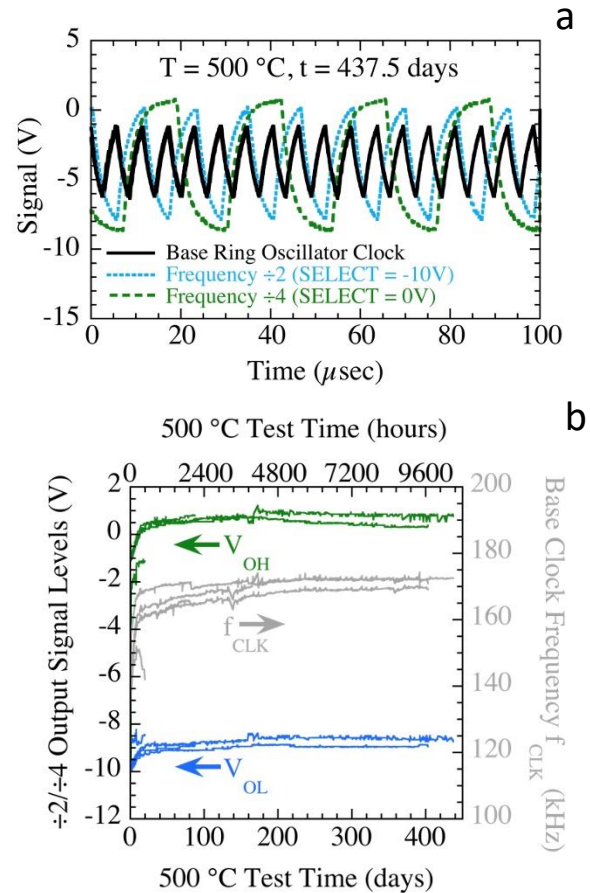 a
T = 500 °C, t = 437.5 days
5
0
-5
-10
-15
Signal (V)
Base Ring Oscillator Clock
Frequency ÷2 (SELECT = -10V)
Frequency ÷4 (SELECT = 0V)
0 20 40 60 80 100
Time (μsec)
b
500 °C Test Time (hours)
0 2400 4800 7200 9600
2
0
-2
-4
-6
-8
-10
-12
÷2/÷4 Output Signal Levels (V)
V OH
f CLK
V OL
200
180
160
140
120
100
Base Clock Frequency f CLK (kHz)
0 100 200 300 400
500 °C Test Time (days)